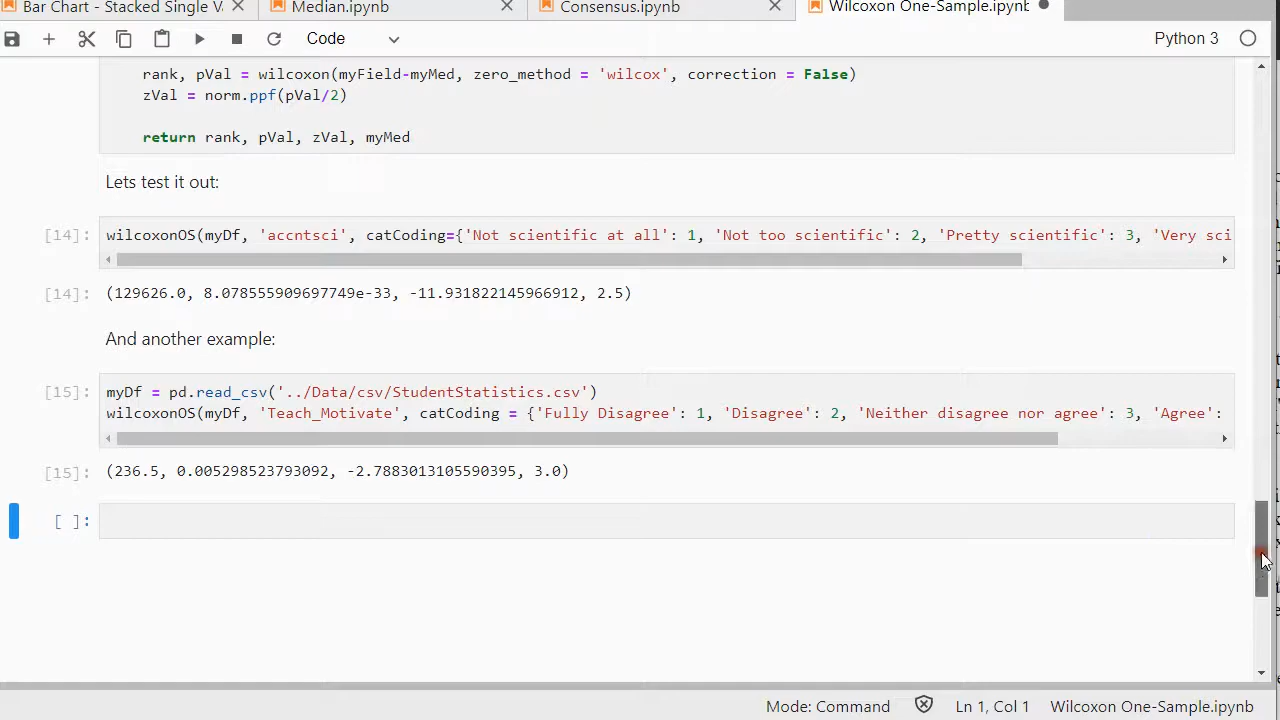 Bar Chart - Stacked Single V
Median.ipynb
Consensus.ipynb
Wilcoxon One-Sample.ipynb
Code
Python 3
rank, pVal = wilcoxon(myField-myMed, zero_method = 'wilcox', correction = False)
zVal = norm.ppf(pVal/2)
return rank, pVal, zVal, myMed
Lets test it out:
[14]: wilcoxonOS(myDf, 'accntsci', catCoding={'Not scientific at all': 1, 'Not too scientific': 2, 'Pretty scientific': 3, 'Very sci
[14]: (129626.0, 8.078555909697749e-33, -11.931822145966912, 2.5)
And another example:
[15]: myDf = pd.read_csv('../Data/csv/StudentStatistics.csv')
wilcoxonOS(myDf, 'Teach_Motivate', catCoding = {'Fully Disagree': 1, 'Disagree': 2, 'Neither disagree nor agree': 3, 'Agree':
[15]: (236.5, 0.005298523793092, -2.7883013105590395, 3.0)
[ ]:
Mode: Command
Ln 1, Col 1
Wilcoxon One-Sample.ipynb